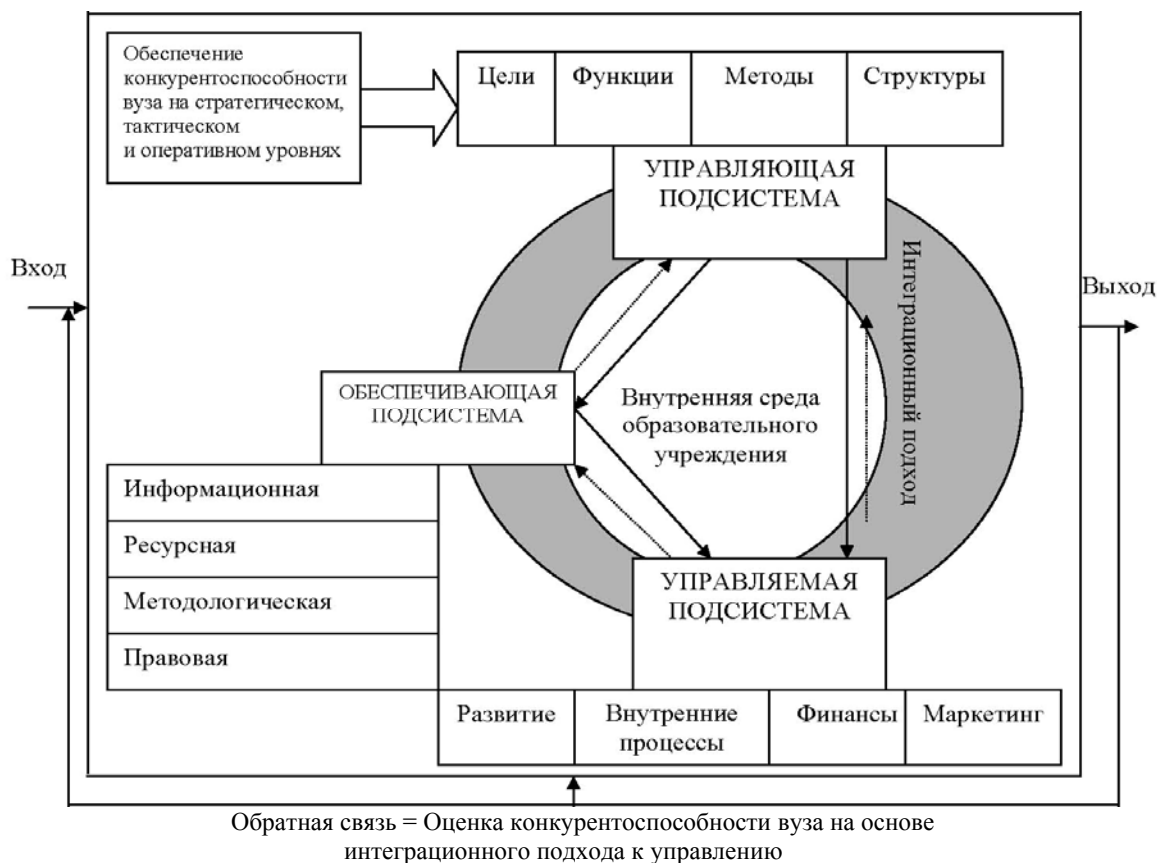 Обеспечение
конкурентоспособности
вуза на стратегическом,
тактическом
и оперативном уровнях
Цели
Функции
Методы
Структуры
УПРАВЛЯЮЩАЯ
ПОДСИСТЕМА
Интеграционный подход
Вход
Выход
ОБЕСПЕЧИВАЮЩАЯ
ПОДСИСТЕМА
Внутренняя среда
образовательного
учреждения
Информационная
Ресурсная
Методологическая
Правовая
УПРАВЛЯЕМАЯ
ПОДСИСТЕМА
Развитие
Внутренние
процессы
Финансы
Маркетинг
Обратная связь = Оценка конкурентоспособности вуза на основе
интеграционного подхода к управлению